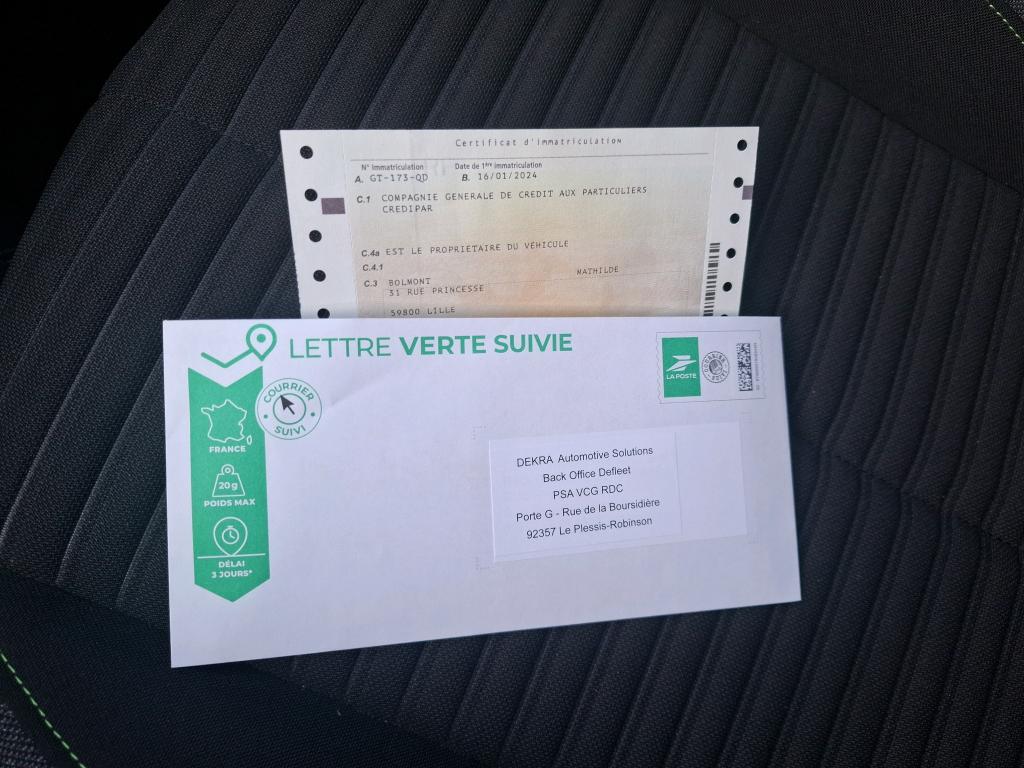 Certificat d'Immatriculation
N° Immatriculation Date de 1ère immatriculation
A. GT-173-QD B. 16/01/2024
C.1 COMPAGNIE GENERALE DE CREDIT AUX PARTICULIERS
CREDIPAR
C.4a EST LE PROPRIÉTAIRE DU VÉHICULE
C.4.1
C.3 BOLMONT MATHILDE
31 RUE PRINCESSE
59800 LILLE
LETTRE VERTE SUIVIE
LA POSTE
COURRIER
SUIVI
FRANCE
20g
POIDS MAX
DÉLAI
3 JOURS*
DEKRA Automotive Solutions
Back Office Defleet
PSA VCG RDC
Porte G - Rue de la Boursidière
92357 Le Plessis-Robinson